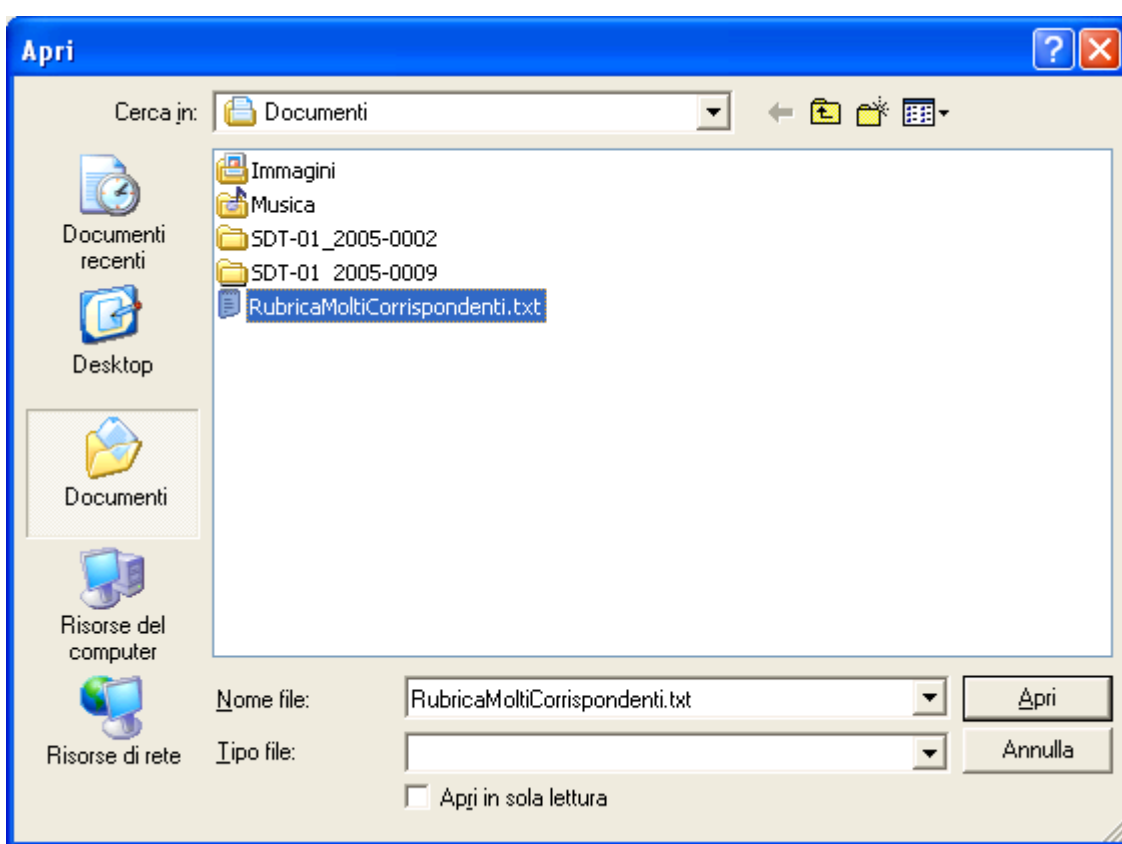 Apri
Cerca in: Documenti
Immagini
Musica
SDT-01_2005-0002
SDT-01_2005-0009
RubricaMoltiCorrispondenti.txt
Documenti
recenti
Desktop
Documenti
Risorse del
computer
Risorse di rete
Nome file: RubricaMoltiCorrispondenti.txt Apri
Tipo file: Annulla
Apri in sola lettura